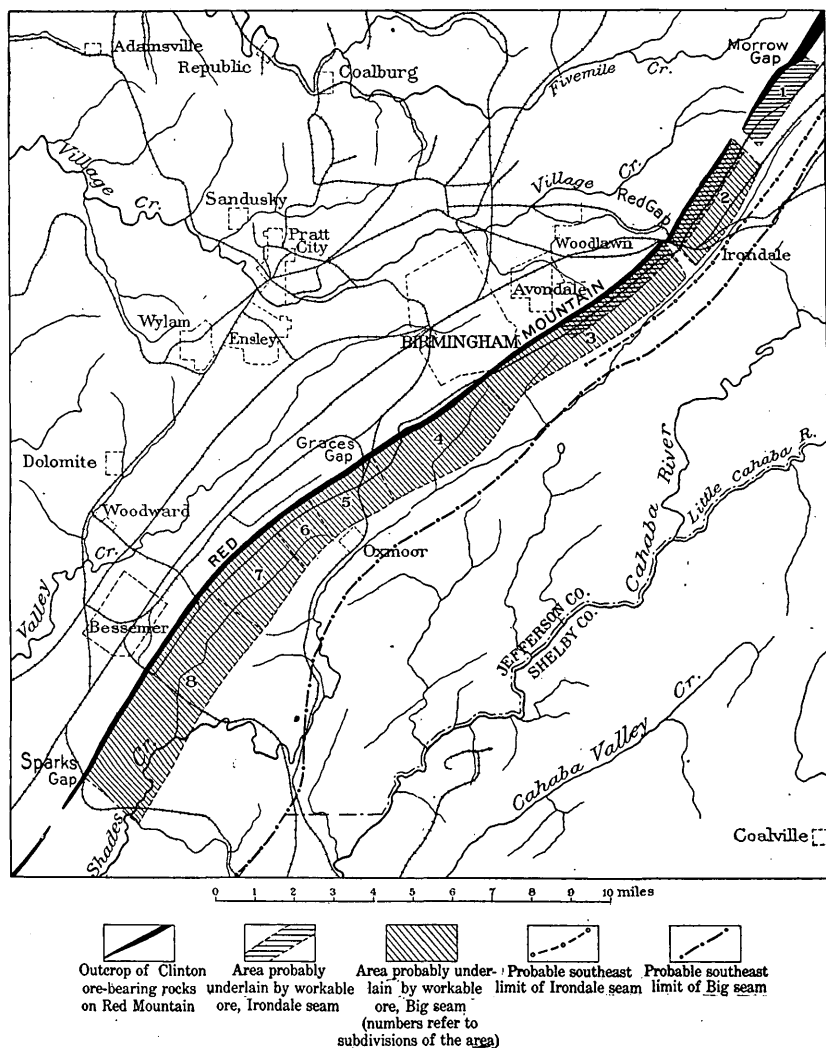 Adamsville
Republic
Coalburg
Morrow
Gap
Fivemile Cr.
1
Village Cr.
Village Cr.
Sandusky
Red Gap
2
Pratt
City
Woodlawn
Irondale
Avondale
Wylam
Ensley
BIRMINGHAM
RED MOUNTAIN
3
Graces
Gap
4
Dolomite
5
Woodward
6
Oxmoor
7
Valley Cr.
Bessemer
8
Cahaba River
Little Cahaba R.
JEFFERSON CO.
SHELBY CO.
Sparks
Gap
Shades Cr.
Cahaba Valley Cr.
Coalville
0 1 2 3 4 5 6 7 8 9 10 miles
Outcrop of Clinton
ore-bearing rocks
on Red Mountain
Area probably
underlain by workable
ore, Irondale seam
Area probably under-
lain by workable
ore, Big seam
(numbers refer to
subdivisions of the area)
Probable southeast
limit of Irondale seam
Probable southeast
limit of Big seam